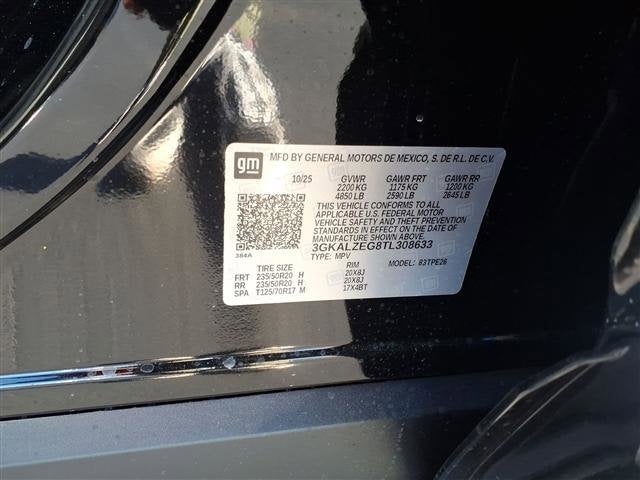 gm MFD BY GENERAL MOTORS DE MEXICO, S. DE R.L. DE C.V.
10/25 GVWR GAWR FRT GAWR RR
2200 KG 1175 KG 1200 KG
4850 LB 2590 LB 2645 LB
THIS VEHICLE CONFORMS TO ALL
APPLICABLE U.S. FEDERAL MOTOR
VEHICLE SAFETY AND THEFT PREVENTION
STANDARDS IN EFFECT ON THE DATE OF
MANUFACTURE SHOWN ABOVE
384A 3GKALZEG8TL308633
TYPE: MPV MODEL: 83TPE26
TIRE SIZE RIM
FRT 235/50R20 H 20X8J
RR 235/50R20 H 20X8J
SPA T125/70R17 M 17X4BT